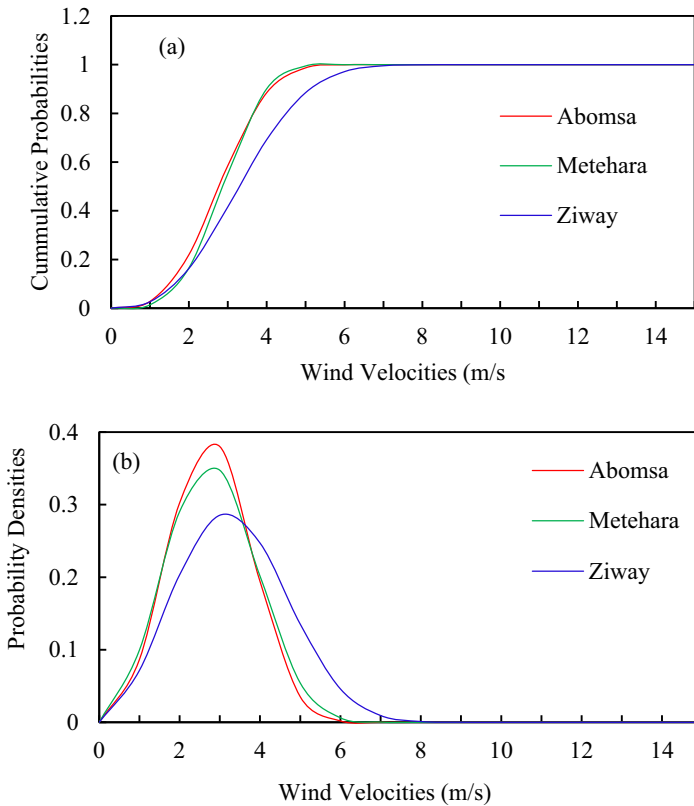 (a)
Cummulative Probabilities
1.2
1
0.8
0.6
0.4
0.2
0
Abomsa
Metehara
Ziway
0 2 4 6 8 10 12 14
Wind Velocities (m/s
(b)
Probability Densities
0.4
0.3
0.2
0.1
0
Abomsa
Metehara
Ziway
0 2 4 6 8 10 12 14
Wind Velocities (m/s)